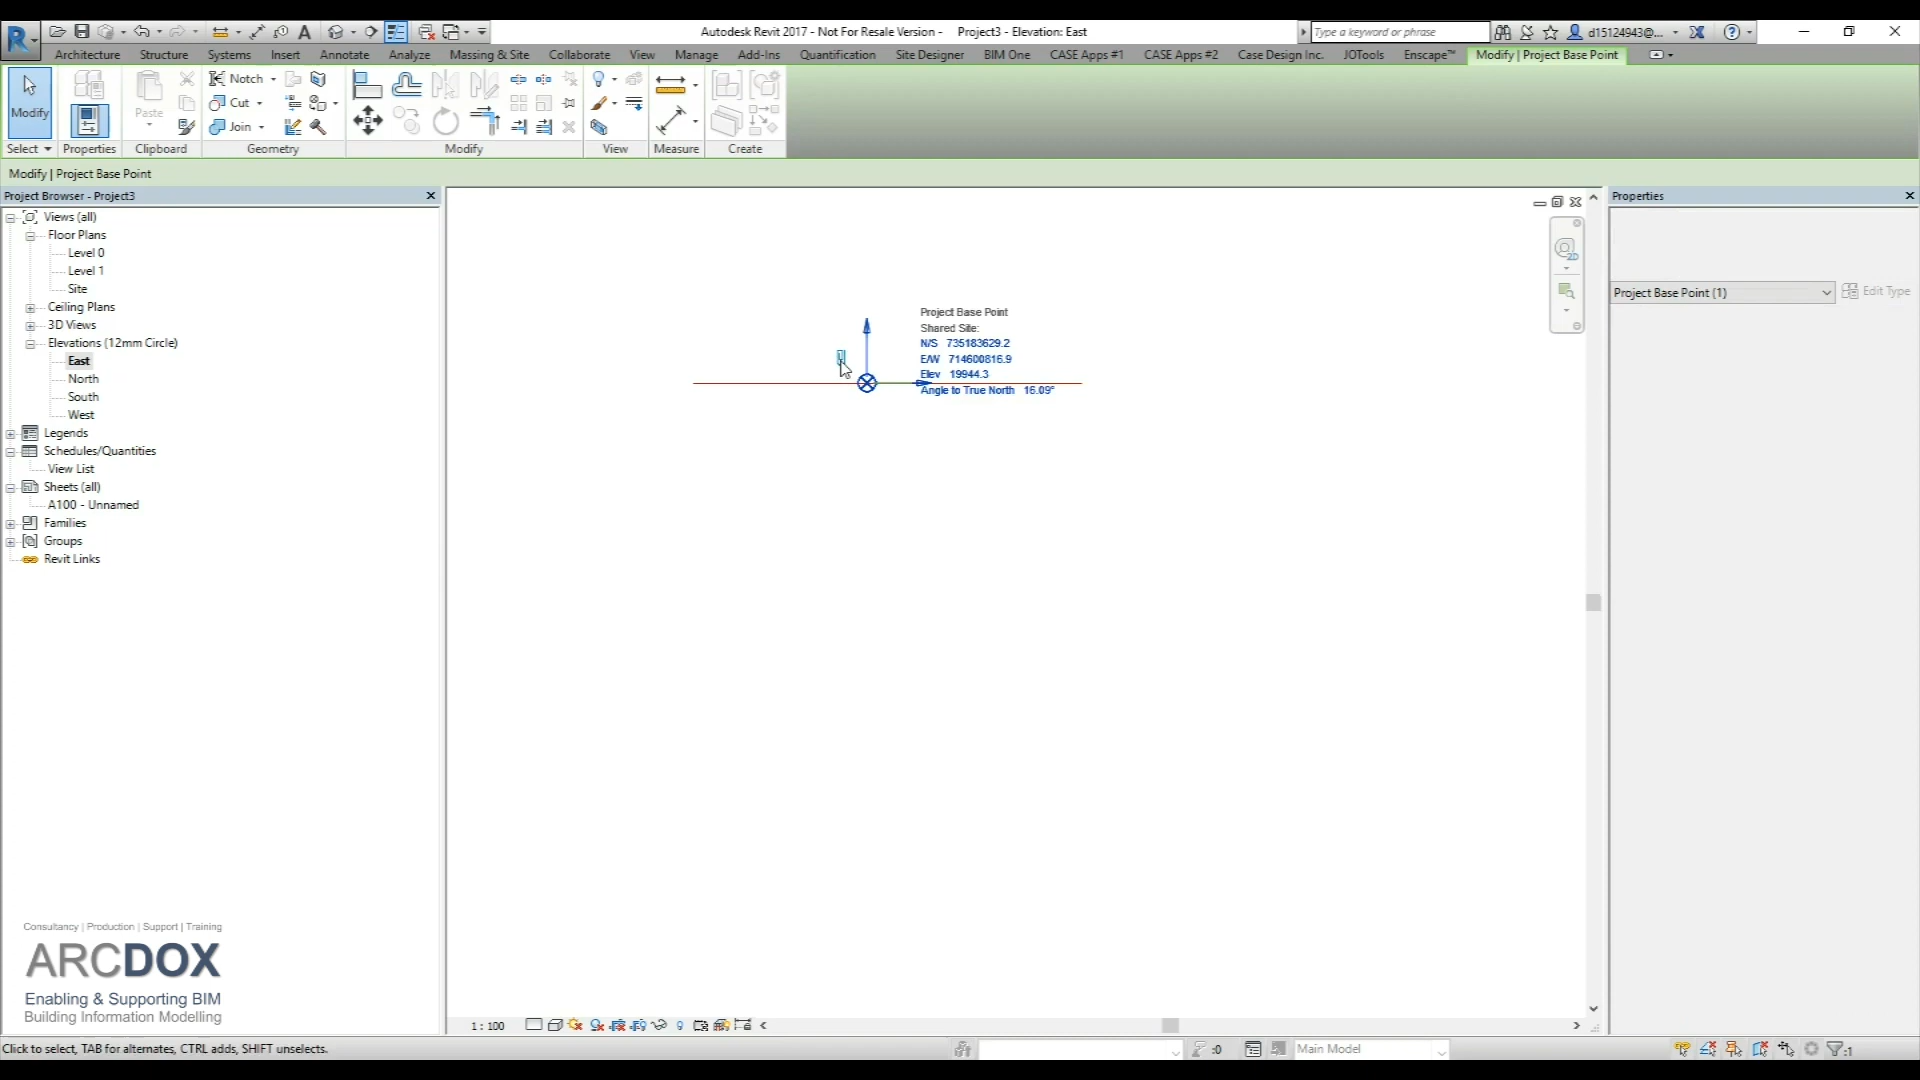 Autodesk Revit 2017 - Not For Resale Version - Project3 - Elevation: East
Type a keyword or phrase
d15124943@...
Architecture Structure Systems Insert Annotate Analyze Massing & Site Collaborate View Manage Add-Ins Quantification Site Designer BIM One CASE Apps #1 CASE Apps #2 Case Design Inc. JOTools Enscape™ Modify | Project Base Point
Modify
Paste
Notch
Cut
Join
Select Properties Clipboard Geometry Modify View Measure Create
Modify | Project Base Point
Project Browser - Project3
Views (all)
Floor Plans
Level 0
Level 1
Site
Ceiling Plans
3D Views
Elevations (12mm Circle)
East
North
South
West
Legends
Schedules/Quantities
View List
Sheets (all)
A100 - Unnamed
Families
Groups
Revit Links
Project Base Point
Shared Site:
N/S 735183629.2
E/W 714600816.9
Elev 19944.3
Angle to True North 16.09°
2D
Properties
Project Base Point (1)
Edit Type
Consultancy | Production | Support | Training
ARCDOX
Enabling & Supporting BIM
Building Information Modelling
1 : 100
Click to select, TAB for alternates, CTRL adds, SHIFT unselects.
:0
Main Model
:1